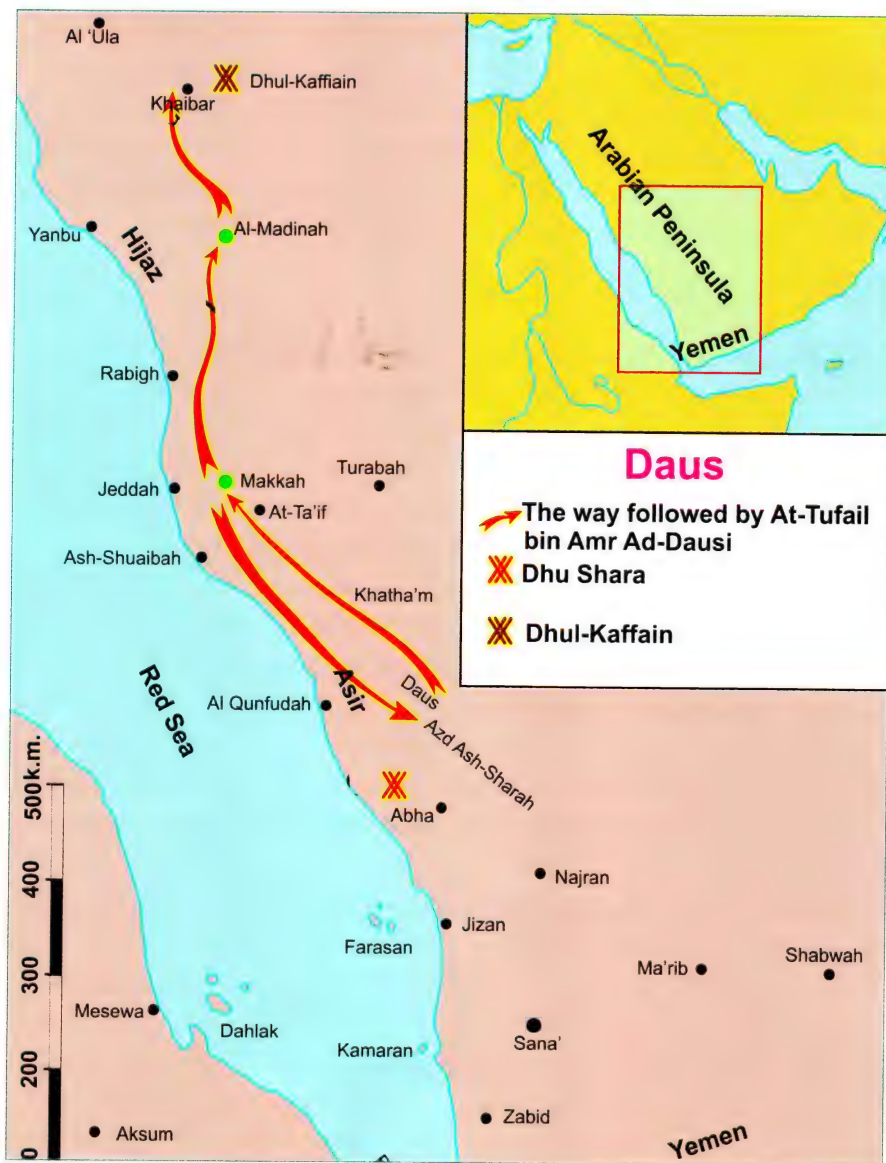 Al ‘Ula
Dhul-Kaffiain
Khaibar
Al-Madinah
Yanbu
Hijaz
Rabigh
Makkah
Turabah
Jeddah
At-Ta’if
Ash-Shuaibah
Khatha’m
Daus
Asir
Al Qunfudah
Azd Ash-Sharah
Red Sea
Abha
Najran
Jizan
Farasan
Ma’rib
Shabwah
Mesewa
Dahlak
Sana’
Kamaran
Zabid
Aksum
Yemen
500k.m.
400
300
200
0
Arabian Peninsula
Yemen
Daus
The way followed by At-Tufail
bin Amr Ad-Dausi
Dhu Shara
Dhul-Kaffain